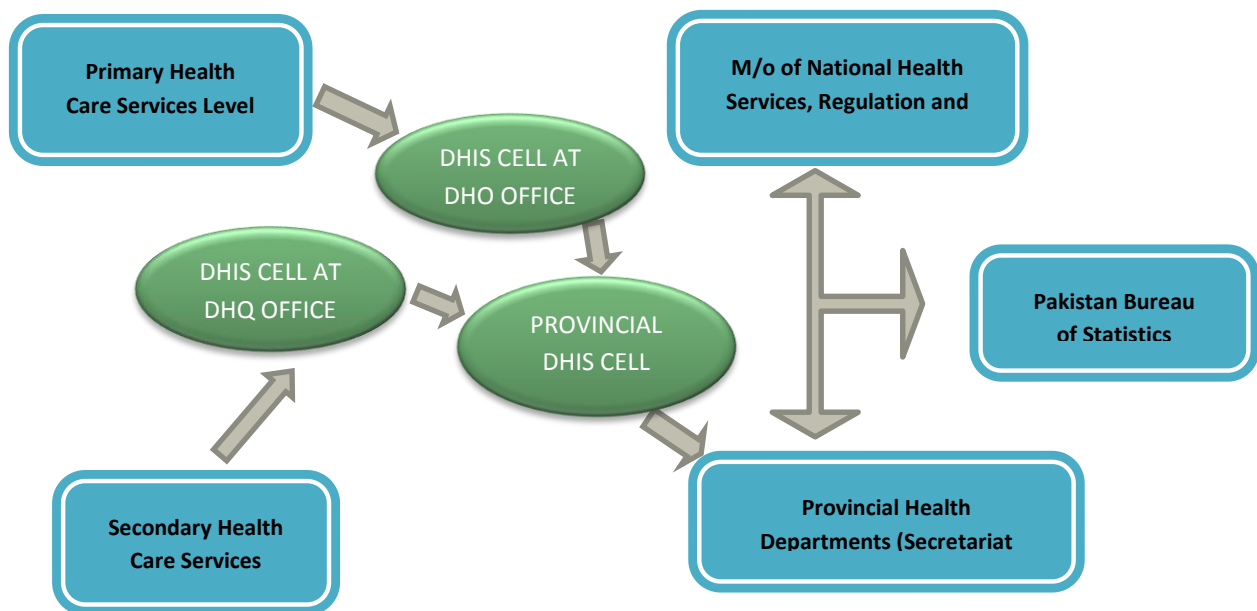 Primary Health
Care Services Level
M/o of National Health
Services, Regulation and
DHIS CELL AT
DHO OFFICE
DHIS CELL AT
DHQ OFFICE
PROVINCIAL
DHIS CELL
Pakistan Bureau
of Statistics
Secondary Health
Care Services
Provincial Health
Departments (Secretariat